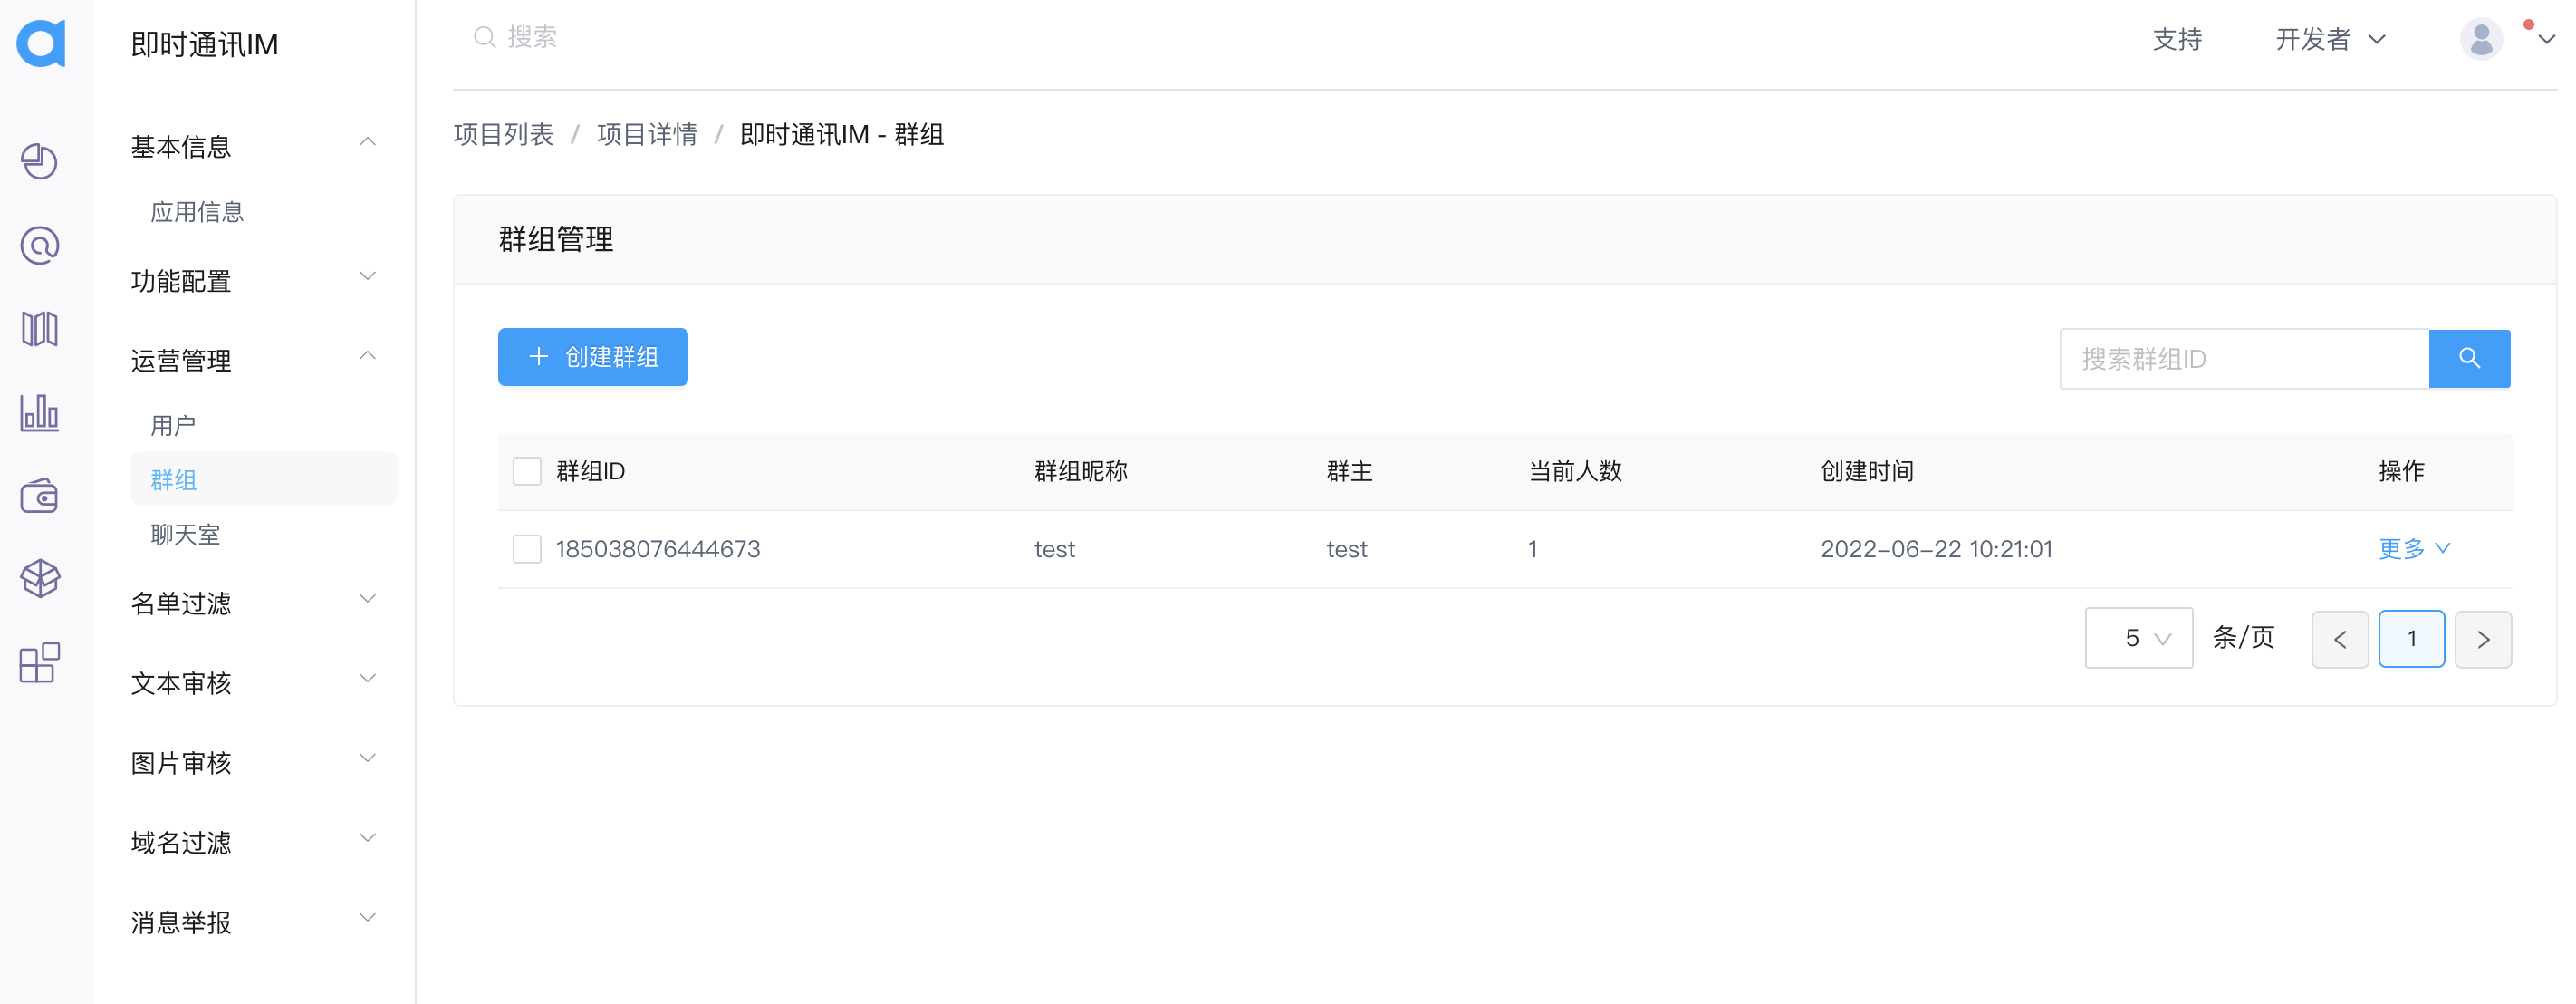 即时通讯IM
基本信息
应用信息
功能配置
运营管理
用户
群组
聊天室
名单过滤
文本审核
图片审核
域名过滤
消息举报
搜索
支持
开发者
项目列表 / 项目详情 / 即时通讯IM - 群组
群组管理
创建群组
搜索群组ID
群组ID 群组昵称 群主 当前人数 创建时间 操作
185038076444673 test test 1 2022-06-22 10:21:01 更多
5 条/页 < 1 >